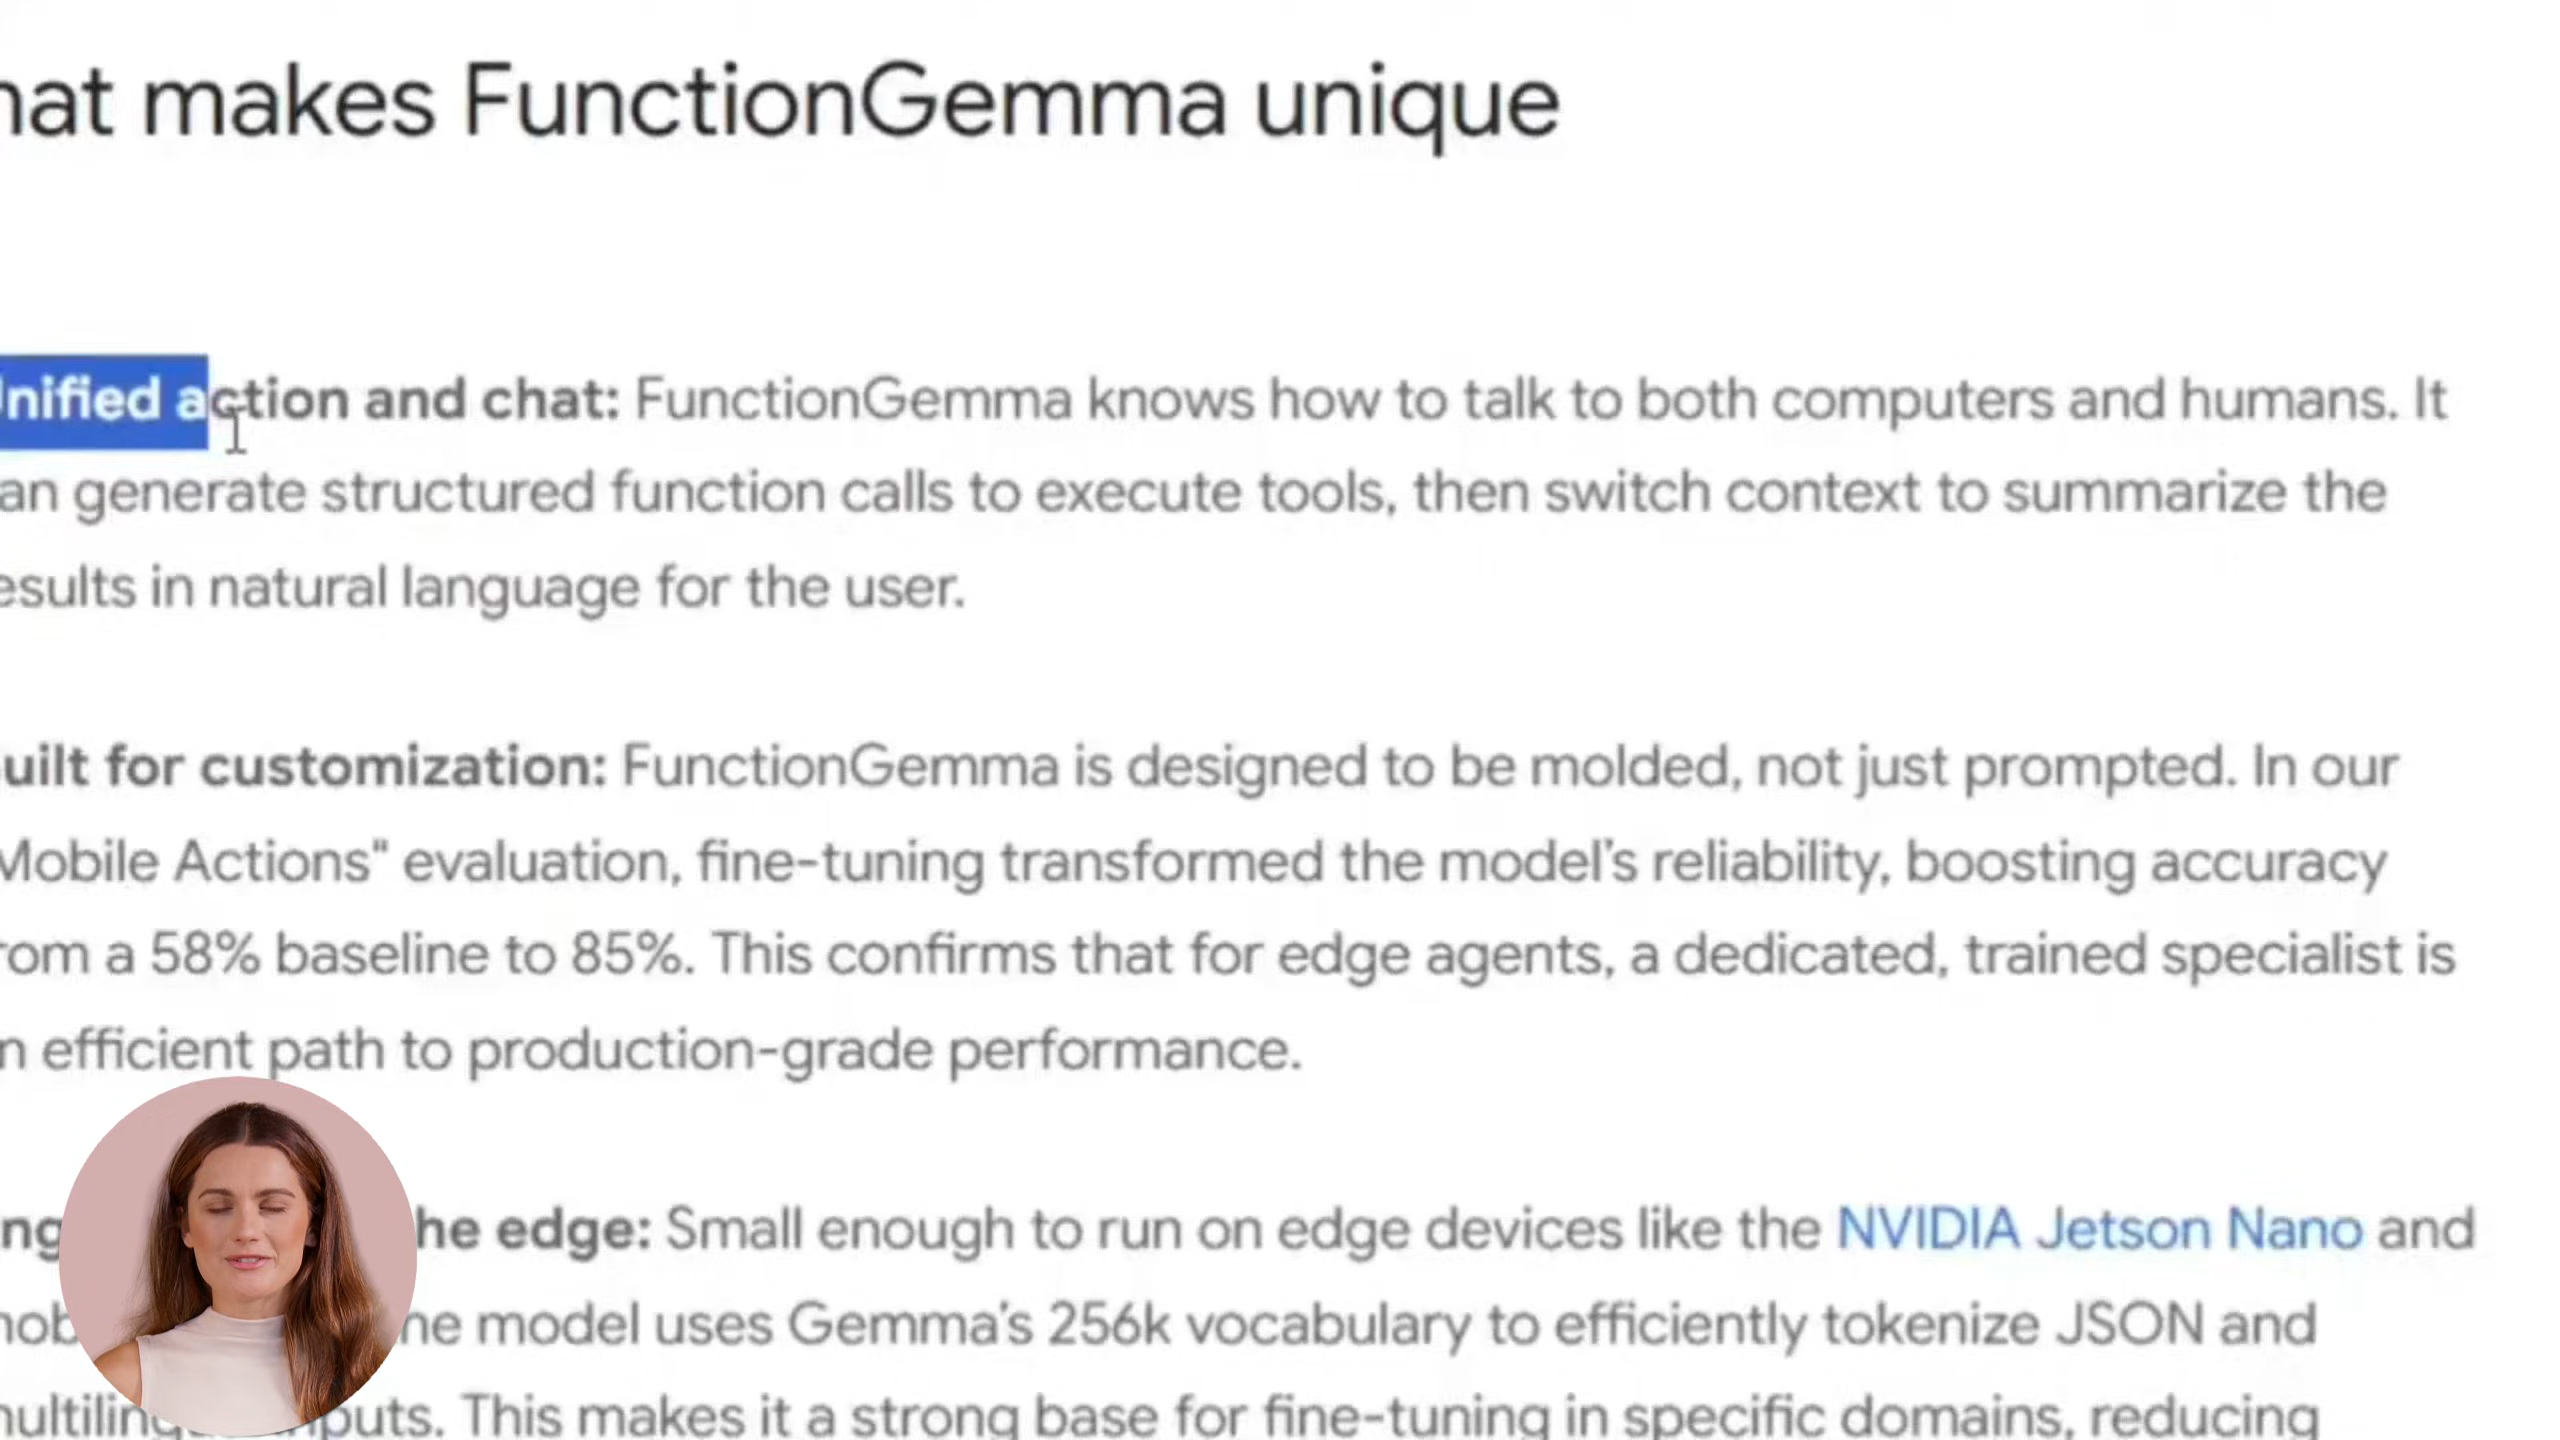 hat makes FunctionGemma unique
Unified action and chat: FunctionGemma knows how to talk to both computers and humans. It
an generate structured function calls to execute tools, then switch context to summarize the
esults in natural language for the user.
uilt for customization: FunctionGemma is designed to be molded, not just prompted. In our
Mobile Actions" evaluation, fine-tuning transformed the model's reliability, boosting accuracy
rom a 58% baseline to 85%. This confirms that for edge agents, a dedicated, trained specialist is
n efficient path to production-grade performance.
ng he edge: Small enough to run on edge devices like the NVIDIA Jetson Nano and
mob he model uses Gemma's 256k vocabulary to efficiently tokenize JSON and
multiling puts. This makes it a strong base for fine-tuning in specific domains, reducing